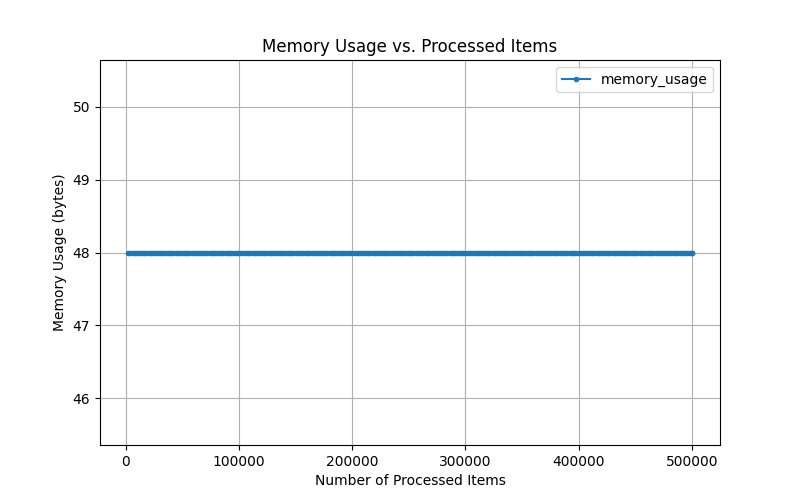 Memory Usage vs. Processed Items
memory_usage
Memory Usage (bytes)
50
49
48
47
46
0 100000 200000 300000 400000 500000
Number of Processed Items